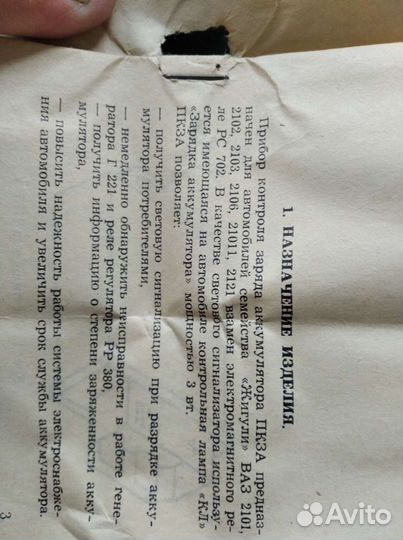 1. НАЗНАЧЕНИЕ ИЗДЕЛИЯ.
Прибор контроля заряда аккумулятора ПКЗА предназ-
начен для автомобилей семейства «Жигули» ВАЗ 2101,
2102, 2103, 2106, 21011, 2121 взамен электромагнитного ре-
ле РС 702. В качестве светового сигнализатора использу-
ется имеющаяся на автомобиле контрольная лампа «КЛ»
«Зарядка аккумулятора» мощностью 3 вт.
ПКЗА позволяет:
— получить световую сигнализацию при разрядке акку-
мулятора потребителями,
— немедленно обнаружить неисправности в работе гене-
ратора Г 221 и реле регулятора РР 380,
— получить информацию о степени заряженности акку-
мулятора,
— повысить надежность работы системы электроснабже-
ния автомобиля и увеличить срок службы аккумулятора.
3
Avito